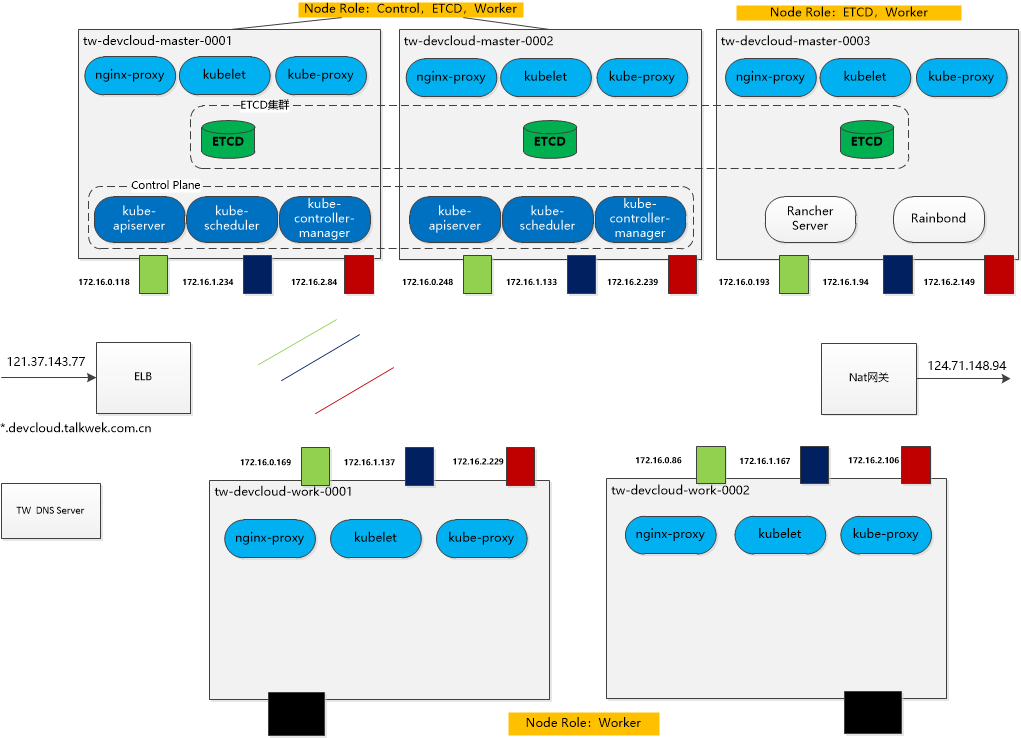 Node Role：Control，ETCD，Worker
Node Role：ETCD，Worker
tw-devcloud-master-0001
tw-devcloud-master-0002
tw-devcloud-master-0003
nginx-proxy
kubelet
kube-proxy
nginx-proxy
kubelet
kube-proxy
nginx-proxy
kubelet
kube-proxy
ETCD集群
ETCD
ETCD
ETCD
Control Plane
kube-
apiserver
kube-
scheduler
kube-
controller-
manager
kube-
apiserver
kube-
scheduler
kube-
controller-
manager
Rancher
Server
Rainbond
172.16.0.118
172.16.1.234
172.16.2.84
172.16.0.248
172.16.1.133
172.16.2.239
172.16.0.193
172.16.1.94
172.16.2.149
121.37.143.77
ELB
Nat网关
124.71.148.94
*.devcloud.talkwek.com.cn
172.16.0.169
172.16.1.137
172.16.2.229
172.16.0.86
172.16.1.167
172.16.2.106
tw-devcloud-work-0001
tw-devcloud-work-0002
TW DNS Server
nginx-proxy
kubelet
kube-proxy
nginx-proxy
kubelet
kube-proxy
Node Role：Worker